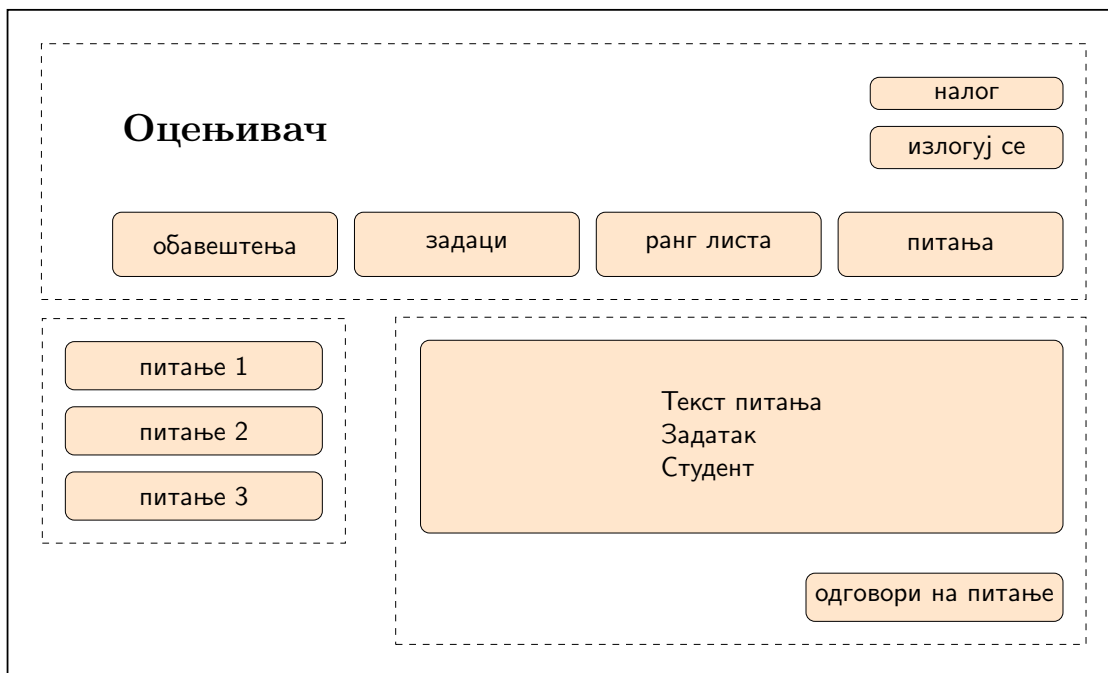 налог
Оцењивач
излогуј се
обавештења
задаци
ранг листа
питања
питање 1
питање 2
питање 3
Текст питања
Задатак
Студент
одговори на питање